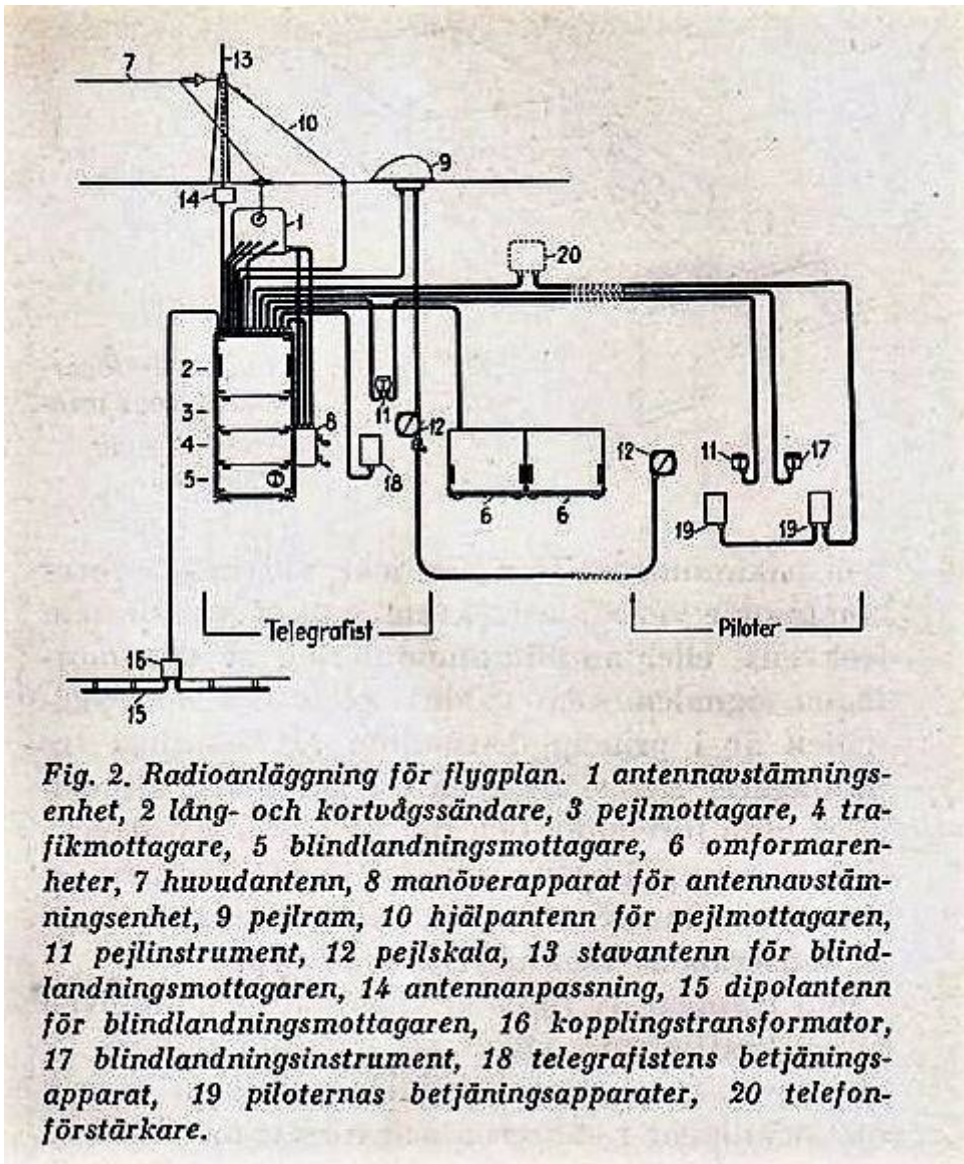 13
7
10
9
14
1
20
2
3
8
11
12
4
12
11
17
18
5
6
6
19
19
Telegrafist
Piloter
16
15
Fig. 2. Radioanläggning för flygplan. 1 antennavstämnings-
enhet, 2 lång- och kortvågssändare, 3 pejlmottagare, 4 tra-
fikmottagare, 5 blindlandningsmottagare, 6 omformaren-
heter, 7 huvudantenn, 8 manöverapparat för antennavstäm-
ningsenhet, 9 pejlram, 10 hjälpantenn för pejlmottagaren,
11 pejlinstrument, 12 pejlskala, 13 stavantenn för blind-
landningsmottagaren, 14 antennanpassning, 15 dipolantenn
för blindlandningsmottagaren, 16 kopplingstransformator,
17 blindlandningsinstrument, 18 telegrafistens betjänings-
apparat, 19 piloternas betjäningsapparater, 20 telefon-
förstärkare.